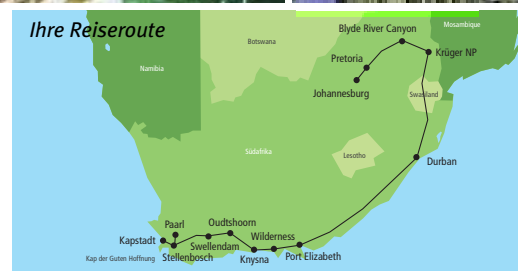 Ihre Reiseroute
Blyde River Canyon
Mosambique
Botswana
Krüger NP
Pretoria
Namibia
Johannesburg
Swasiland
Südafrika
Lesotho
Durban
Paarl
Oudtshoorn
Kapstadt
Wilderness
Swellendam
Kap der Guten Hoffnung
Stellenbosch
Knysna
Port Elizabeth